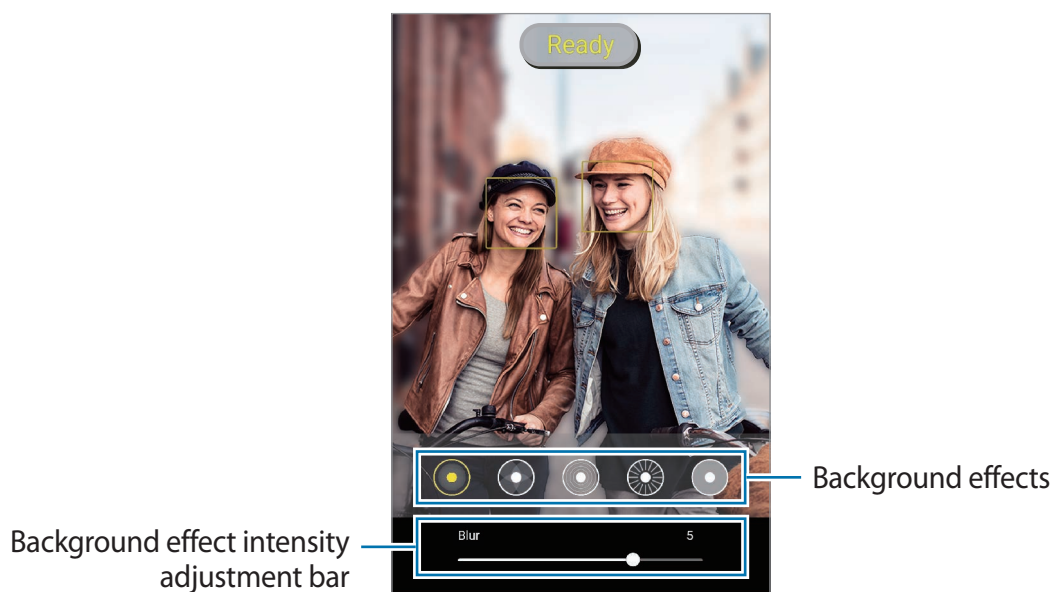 Ready
Background effects
Blur 5
Background effect intensity
adjustment bar